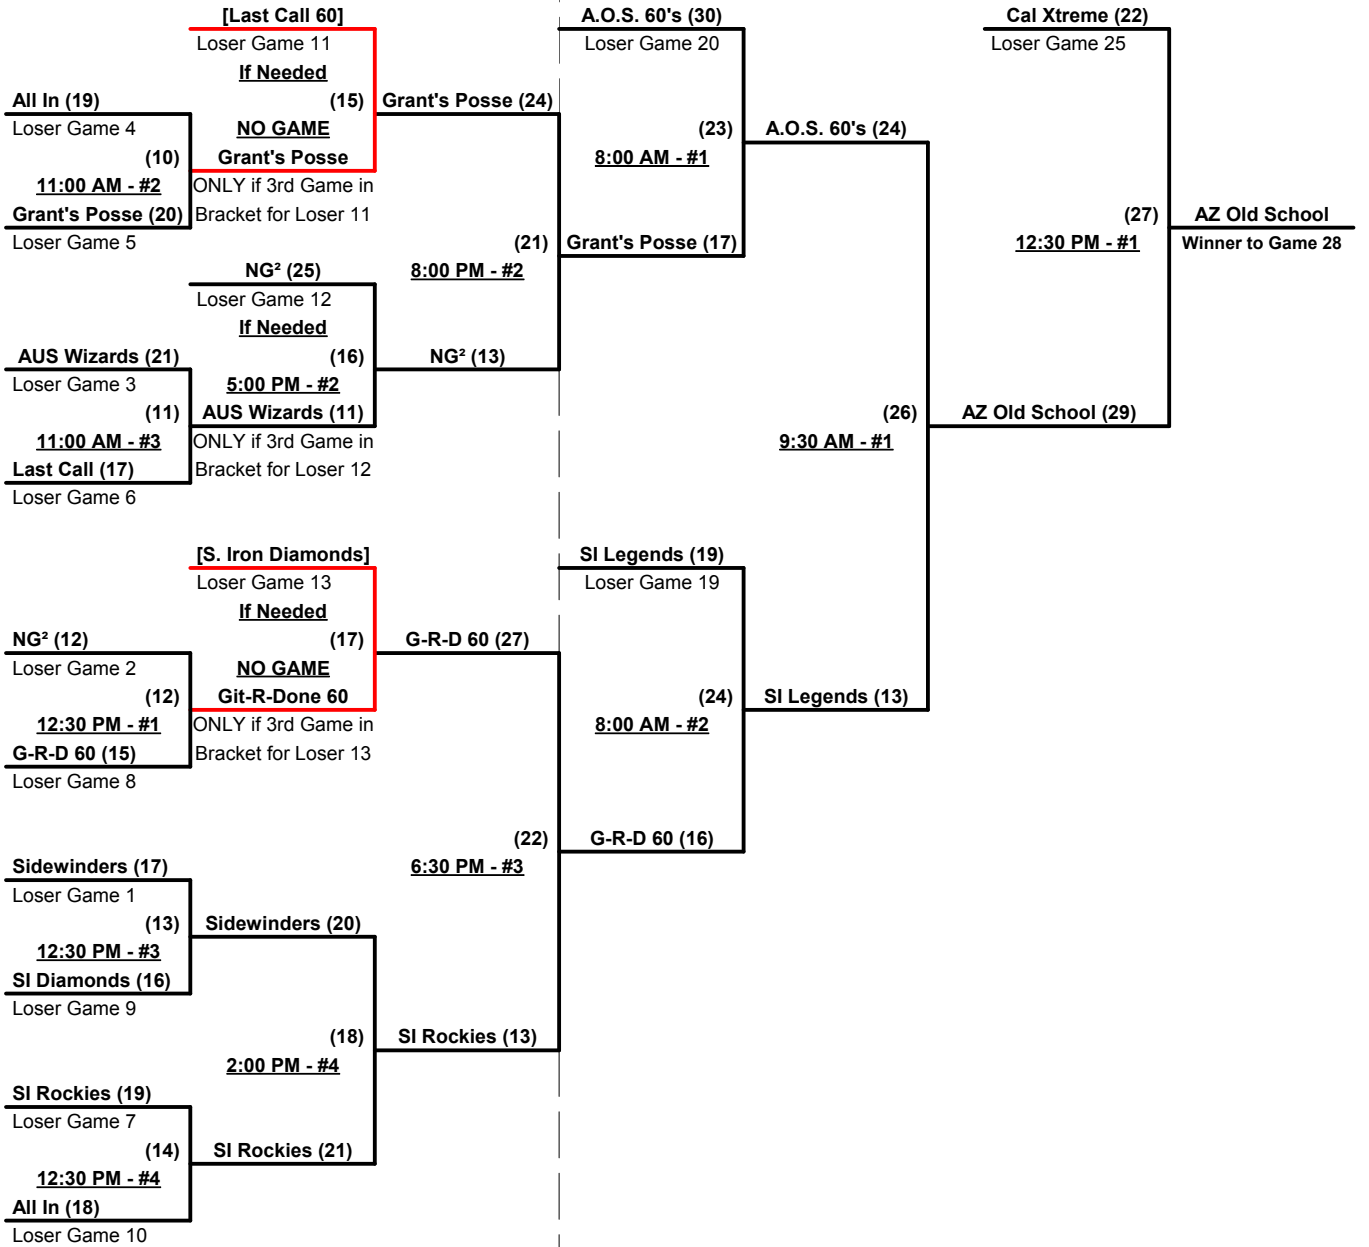 [Last Call 60]
Loser Game 11
If Needed
(15)
NO GAME
Grant's Posse
ONLY if 3rd Game in
Bracket for Loser 11
All In (19)
Loser Game 4
(10)
11:00 AM - #2
Grant's Posse (20)
Loser Game 5
Grant's Posse (24)
NG² (25)
Loser Game 12
If Needed
(16)
5:00 PM - #2
AUS Wizards (11)
ONLY if 3rd Game in
Bracket for Loser 12
AUS Wizards (21)
Loser Game 3
(11)
11:00 AM - #3
Last Call (17)
Loser Game 6
(21)
8:00 PM - #2
NG² (13)
[S. Iron Diamonds]
Loser Game 13
If Needed
(17)
NO GAME
Git-R-Done 60
ONLY if 3rd Game in
Bracket for Loser 13
NG² (12)
Loser Game 2
(12)
12:30 PM - #1
G-R-D 60 (15)
Loser Game 8
G-R-D 60 (27)
Sidewinders (17)
Loser Game 1
(13)
12:30 PM - #3
SI Diamonds (16)
Loser Game 9
Sidewinders (20)
(18)
2:00 PM - #4
SI Rockies (19)
Loser Game 7
(14)
12:30 PM - #4
All In (18)
Loser Game 10
SI Rockies (21)
(22)
6:30 PM - #3
SI Rockies (13)
A.O.S. 60's (30)
Loser Game 20
(23)
8:00 AM - #1
Grant's Posse (17)
A.O.S. 60's (24)
SI Legends (19)
Loser Game 19
(24)
8:00 AM - #2
G-R-D 60 (16)
SI Legends (13)
(26)
9:30 AM - #1
Cal Xtreme (22)
Loser Game 25
(27)
12:30 PM - #1
AZ Old School (29)
AZ Old School
Winner to Game 28